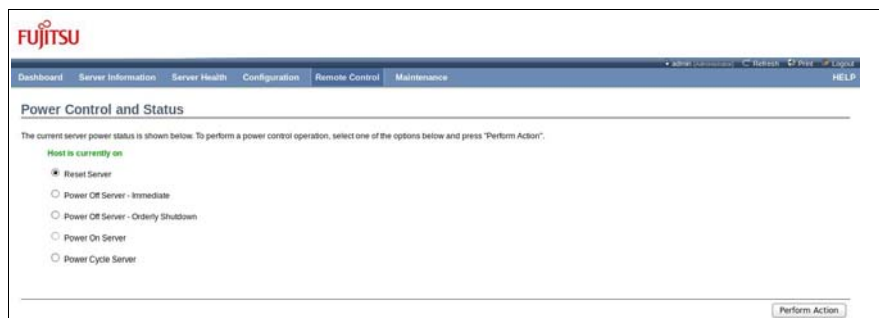 FUJITSU
• admin (Administrator) Refresh Print Logout
Dashboard Server Information Server Health Configuration Remote Control Maintenance HELP
Power Control and Status
The current server power status is shown below. To perform a power control operation, select one of the options below and press "Perform Action".
Host is currently on
Reset Server
Power Off Server - Immediate
Power Off Server - Orderly Shutdown
Power On Server
Power Cycle Server
Perform Action